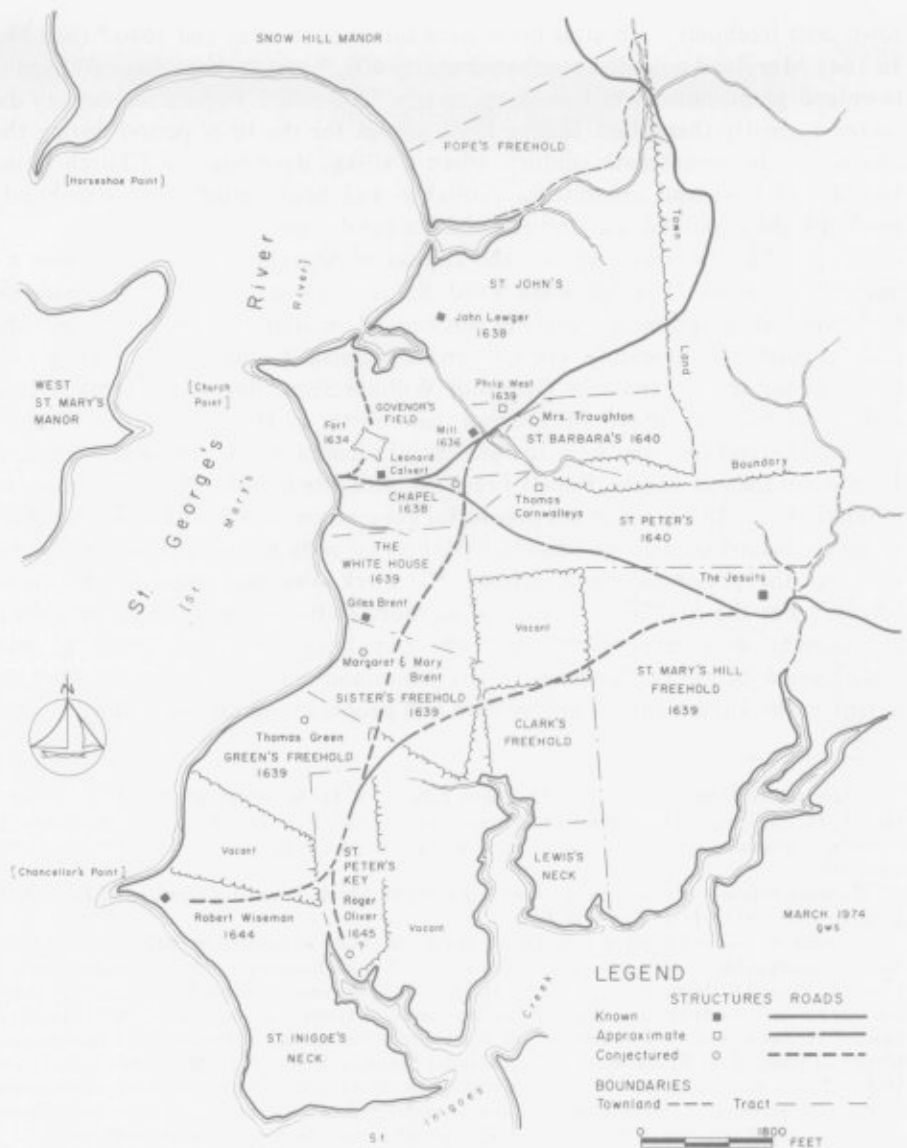 SNOW HILL MANOR
POPE'S FREEHOLD
[Horseshoe Point]
Town
Land
River
River]
ST. JOHN'S
John Lewger
1638
WEST
ST. MARY'S
MANOR
[Church
Point]
Philip West
1639
GOVENOR'S
FIELD
Fort
1634
Mill
1636
Mrs. Traughton
ST. BARBARA'S 1640
Leonard
Calvert
Boundary
CHAPEL
1638
Thomas
Cornwalleys
St. George's
[St. Mary's
ST PETER'S
1640
THE
WHITE HOUSE
1639
The Jesuits
Giles Brent
Vacant
Margaret & Mary
Brent
SISTER'S FREEHOLD
1639
ST. MARY'S HILL
FREEHOLD
1639
N
CLARK'S
FREEHOLD
Thomas Green
GREEN'S FREEHOLD
1639
Vacant
ST.
PETER'S
KEY
LEWIS'S
NECK
[Chancellor's Point]
Robert Wiseman
1644
Roger
Oliver
1645
?
Vacant
MARCH 1974
gws
ST INIGOE'S
NECK
St. Inigoes Creek
LEGEND
STRUCTURES ROADS
Known
Approximate
Conjectured
BOUNDARIES
Townland Tract
0 1800
FEET